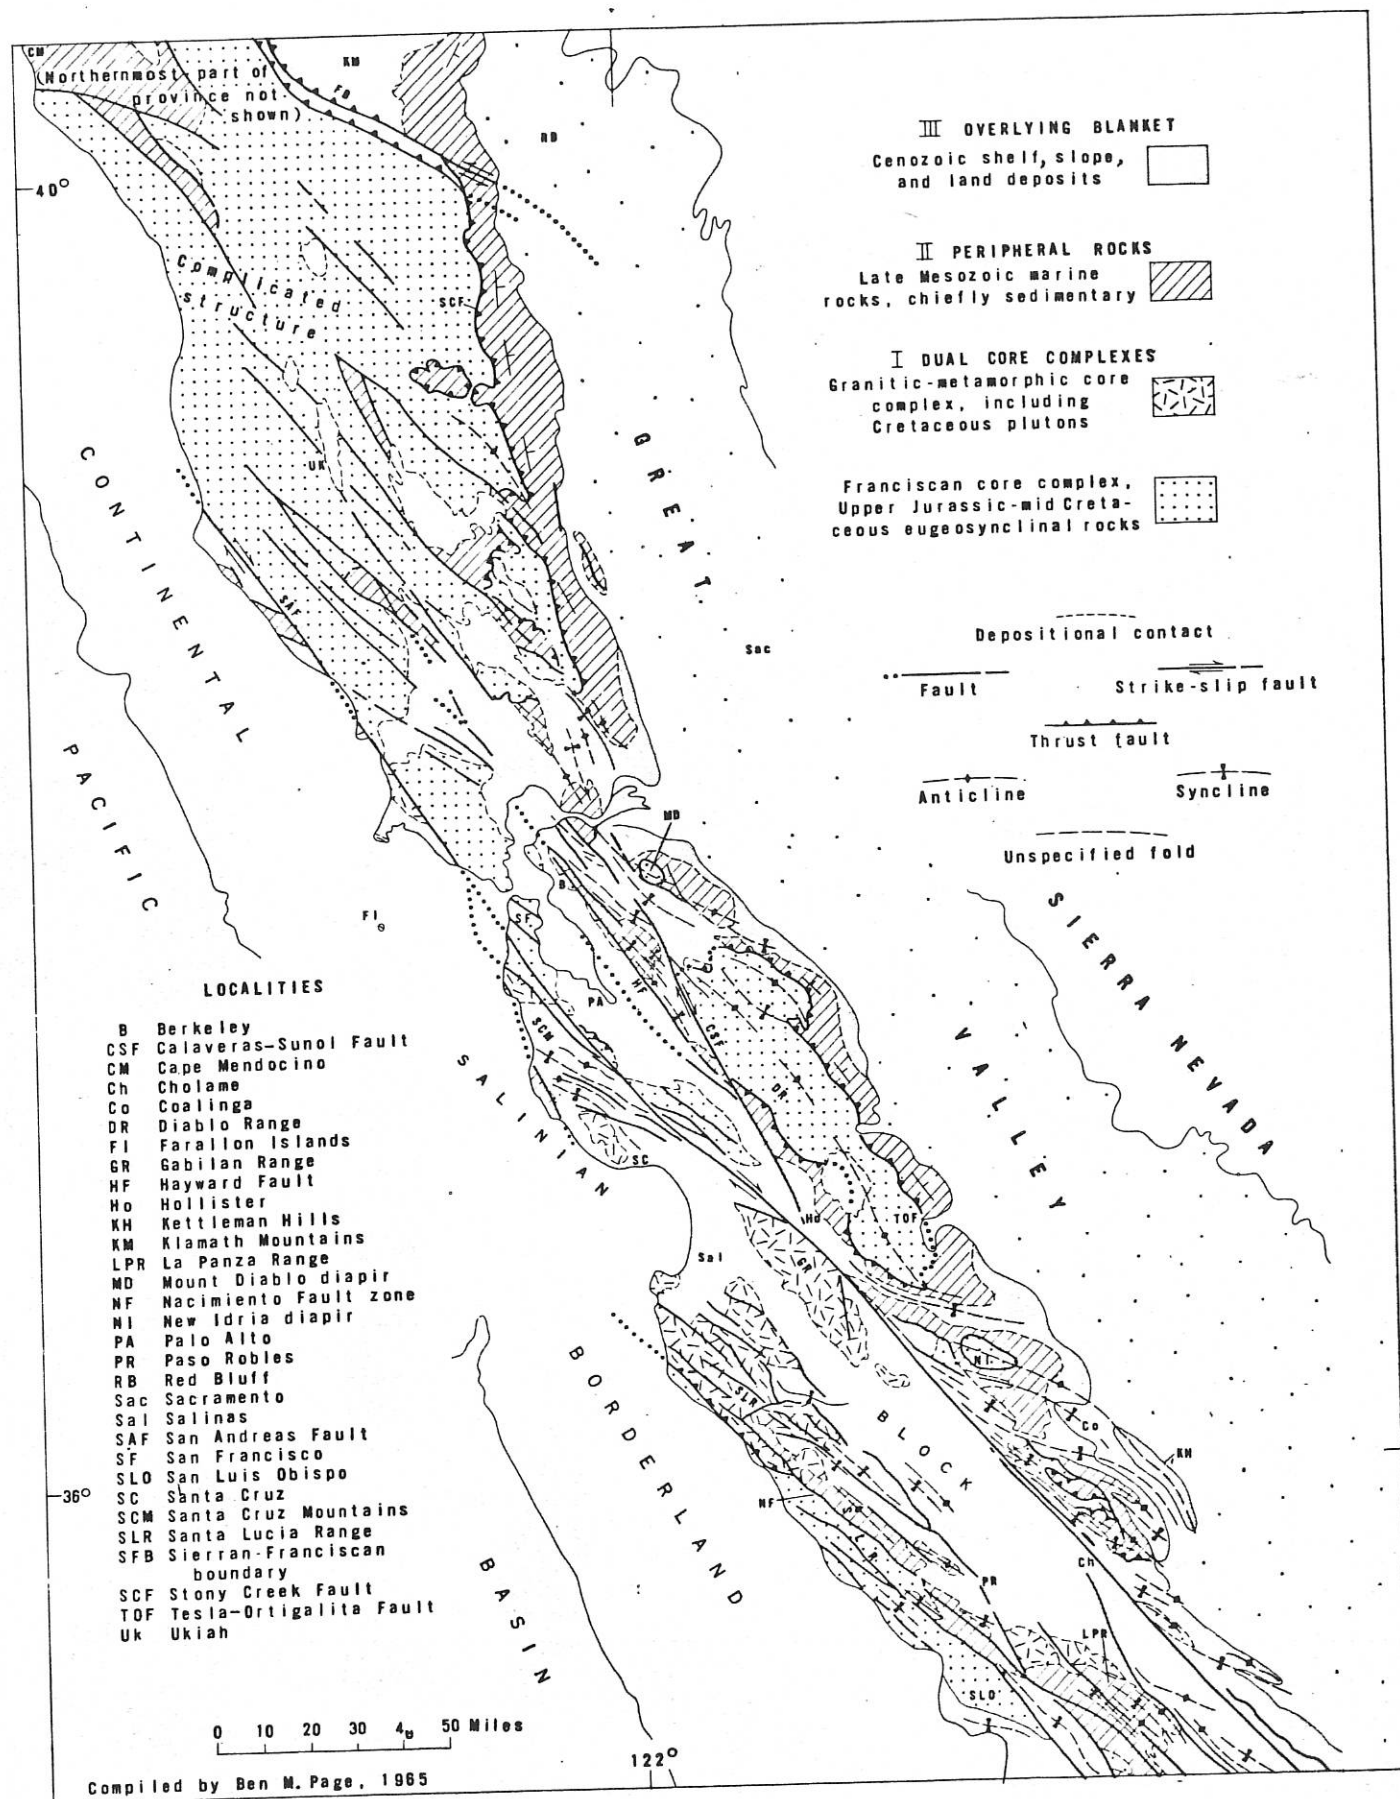 CM
(Northernmost part of
province not
shown)
KM
FB
RB
40°
Complicated
structure
SCF
UK
SAF
CONTINENTAL
PACIFIC
GREAT
Sac
III OVERLYING BLANKET
Cenozoic shelf, slope,
and land deposits
II PERIPHERAL ROCKS
Late Mesozoic marine
rocks, chiefly sedimentary
I DUAL CORE COMPLEXES
Granitic-metamorphic core
complex, including
Cretaceous plutons
Franciscan core complex,
Upper Jurassic-mid Creta-
ceous eugeosynclinal rocks
Depositional contact
Fault
Strike-slip fault
Thrust fault
Anticline
Syncline
Unspecified fold
MD
B
FI
SF
PA
HF
SCM
CSF
DR
SIERRA NEVADA
VALLEY
SALINIAN
SC
Ho
TOF
Sal
GR
NI
SLR
BLOCK
Co
KH
NF
S L R
BORDERLAND
BASIN
Ch
PR
LPR
SLO
36°
122°
LOCALITIES
B Berkeley
CSF Calaveras-Sunol Fault
CM Cape Mendocino
Ch Cholame
Co Coalinga
DR Diablo Range
FI Farallon Islands
GR Gabilan Range
HF Hayward Fault
Ho Hollister
KH Kettleman Hills
KM Klamath Mountains
LPR La Panza Range
MD Mount Diablo diapir
NF Nacimiento Fault zone
NI New Idria diapir
PA Palo Alto
PR Paso Robles
RB Red Bluff
Sac Sacramento
Sal Salinas
SAF San Andreas Fault
SF San Francisco
SLO San Luis Obispo
SC Santa Cruz
SCM Santa Cruz Mountains
SLR Santa Lucia Range
SFB Sierran-Franciscan
boundary
SCF Stony Creek Fault
TOF Tesla-Ortigalita Fault
Uk Ukiah
0 10 20 30 40 50 Miles
Compiled by Ben M. Page, 1965